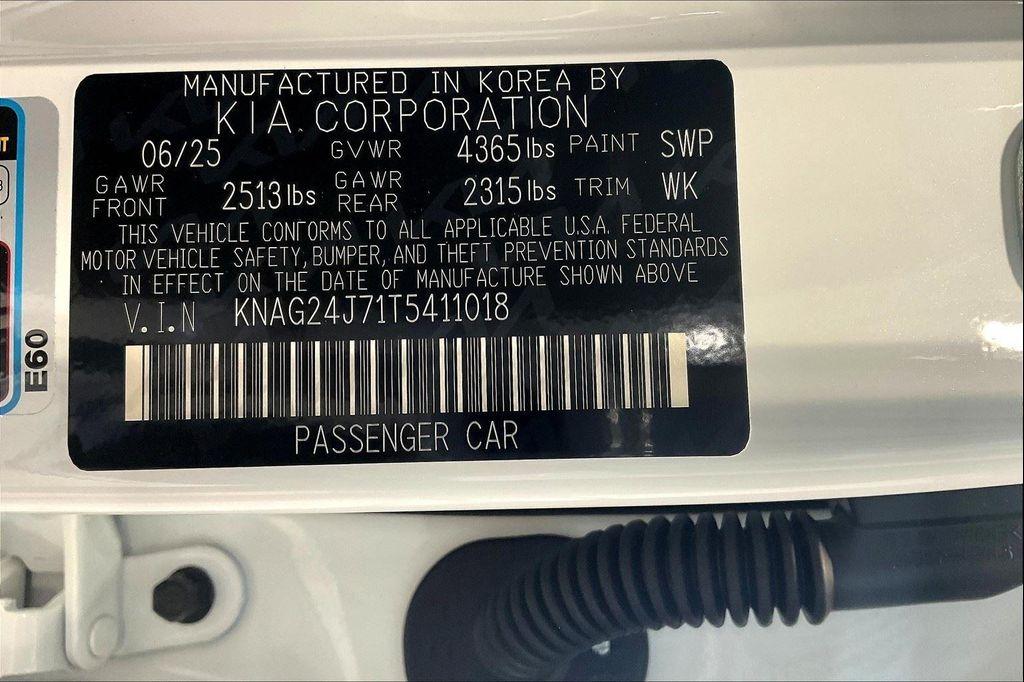 MANUFACTURED IN KOREA BY
KIA CORPORATION
06/25 GVWR 4365 lbs PAINT SWP
GAWR FRONT 2513 lbs GAWR REAR 2315 lbs TRIM WK
THIS VEHICLE CONFORMS TO ALL APPLICABLE U.S.A. FEDERAL
MOTOR VEHICLE SAFETY, BUMPER, AND THEFT PREVENTION STANDARDS
IN EFFECT ON THE DATE OF MANUFACTURE SHOWN ABOVE
V.I.N KNAG24J71T5411018
PASSENGER CAR
E60